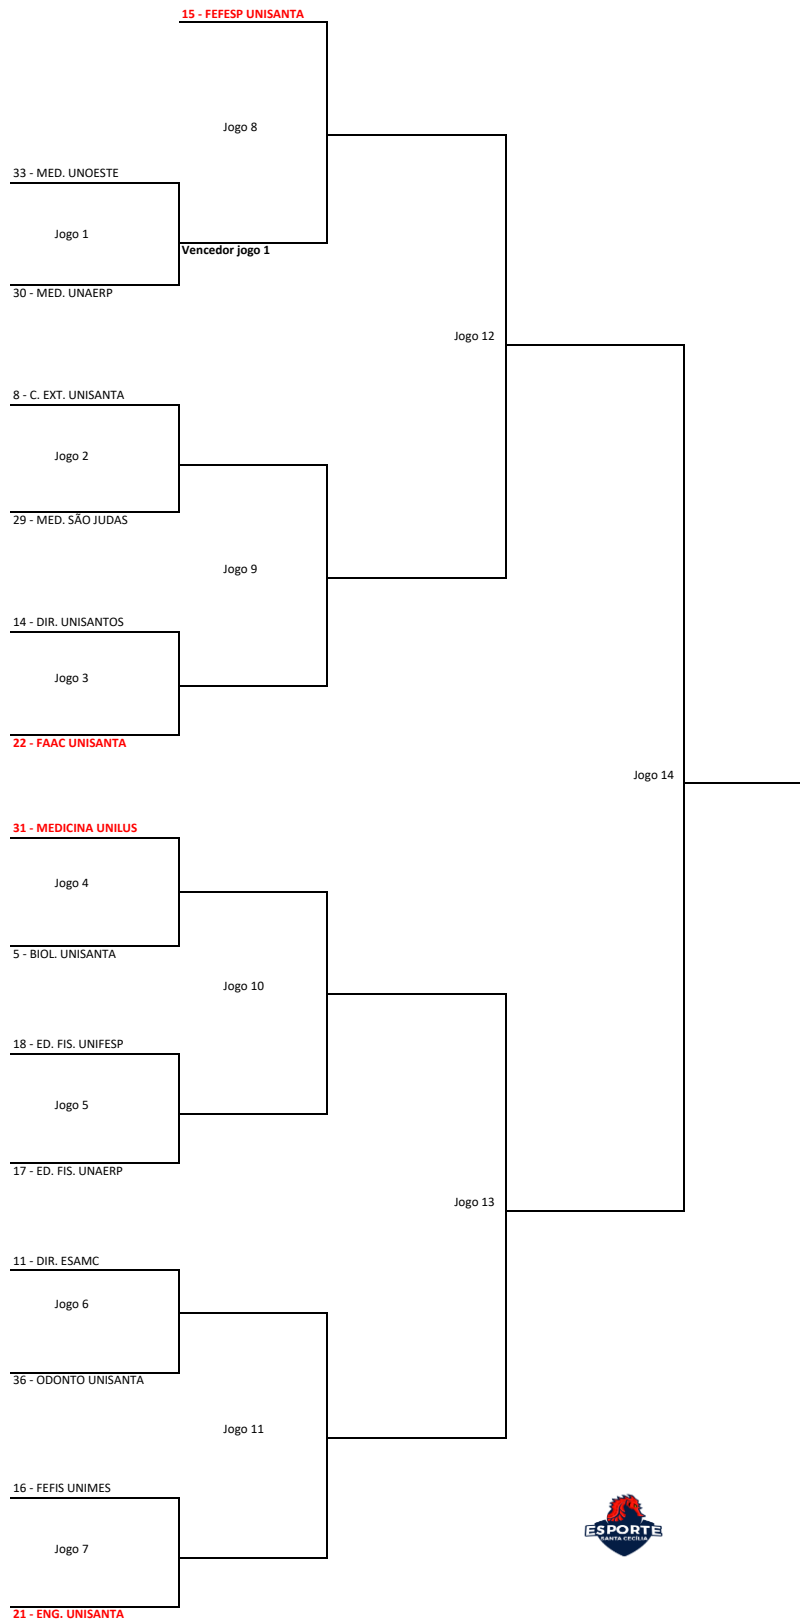 15 - FEFESP UNISANTA
Jogo 8
33 - MED. UNOESTE
Jogo 1
Vencedor jogo 1
30 - MED. UNAERP
Jogo 12
8 - C. EXT. UNISANTA
Jogo 2
29 - MED. SÃO JUDAS
Jogo 9
14 - DIR. UNISANTOS
Jogo 3
22 - FAAC UNISANTA
Jogo 14
31 - MEDICINA UNILUS
Jogo 4
5 - BIOL. UNISANTA
Jogo 10
18 - ED. FIS. UNIFESP
Jogo 5
17 - ED. FIS. UNAERP
Jogo 13
11 - DIR. ESAMC
Jogo 6
36 - ODONTO UNISANTA
Jogo 11
16 - FEFIS UNIMES
ESPORTE
SANTA CECÍLIA
Jogo 7
21 - ENG. UNISANTA